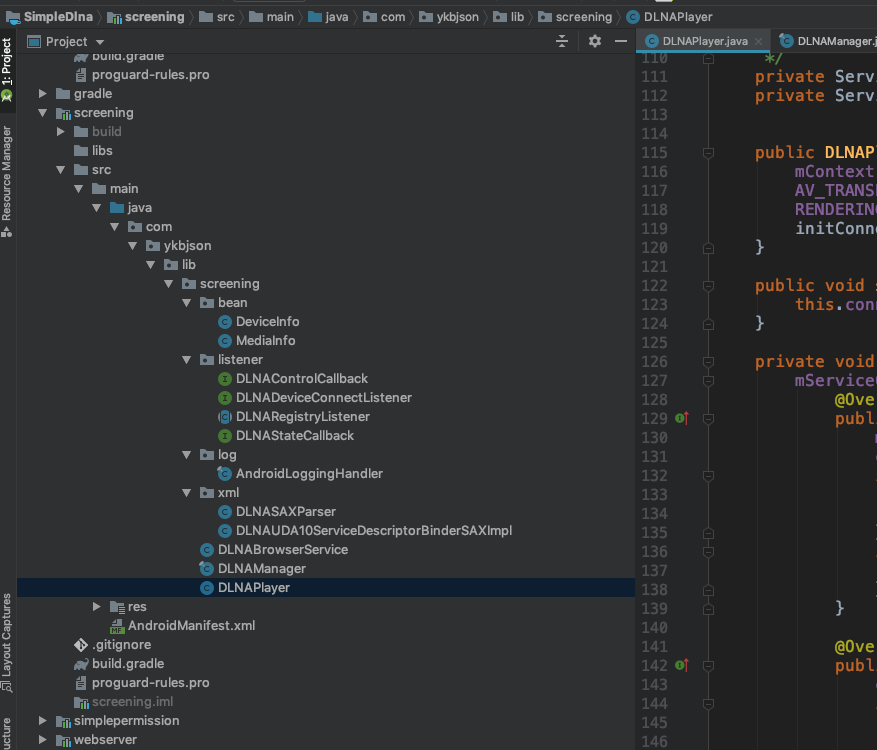 SimpleDlna screening src main java com ykbjson lib screening DLNAPlayer
Project
DLNAPlayer.java
DLNAManager.j
1: Project
Resource Manager
Layout Captures
ucture
build.gradle
proguard-rules.pro
gradle
screening
build
libs
src
main
java
com
ykbjson
lib
screening
bean
DeviceInfo
MediaInfo
listener
DLNAControlCallback
DLNADeviceConnectListener
DLNARegistryListener
DLNAStateCallback
log
AndroidLoggingHandler
xml
DLNASAXParser
DLNAUDA10ServiceDescriptorBinderSAXImpl
DLNABrowserService
DLNAManager
DLNAPlayer
res
AndroidManifest.xml
.gitignore
build.gradle
proguard-rules.pro
screening.iml
simplepermission
webserver
110 */
111 private Serv
112 private Serv
113
114
115 public DLNAP
116 mContext
117 AV_TRANS
118 RENDERING
119 initConn
120 }
121
122 public void s
123 this.conn
124 }
125
126 private void
127 mService
128 @Ove
129 publ
130
131
132
133
134
135
136
137
138
139 }
140
141 @Ove
142 publ
143
144
145
146